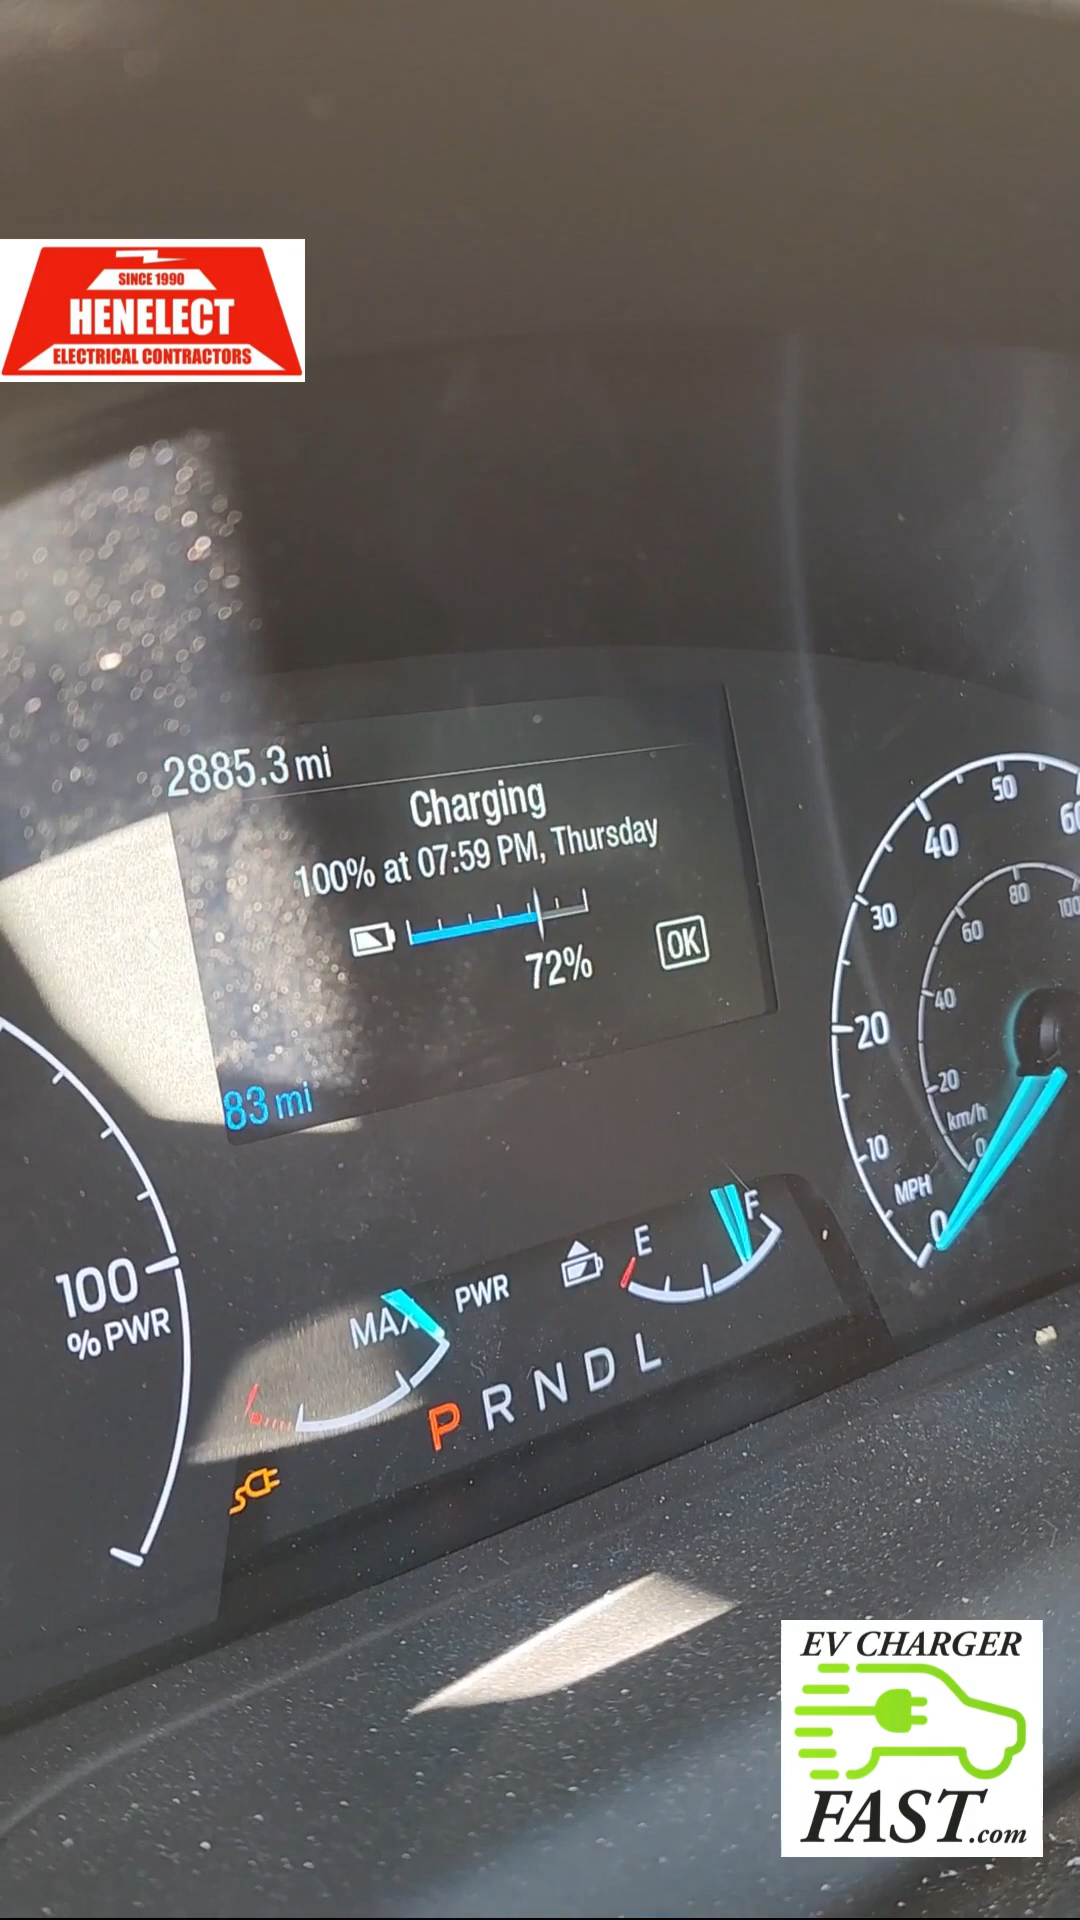 SINCE 1990
HENELECT
ELECTRICAL CONTRACTORS
2885.3 mi
Charging
100% at 07:59 PM, Thursday
72%
OK
83 mi
100
% PWR
MAX PWR
E F
P R N D L
0 10 20 30 40 50 60
MPH
0 20 40 60 80 100
km/h
EV CHARGER
FAST.com